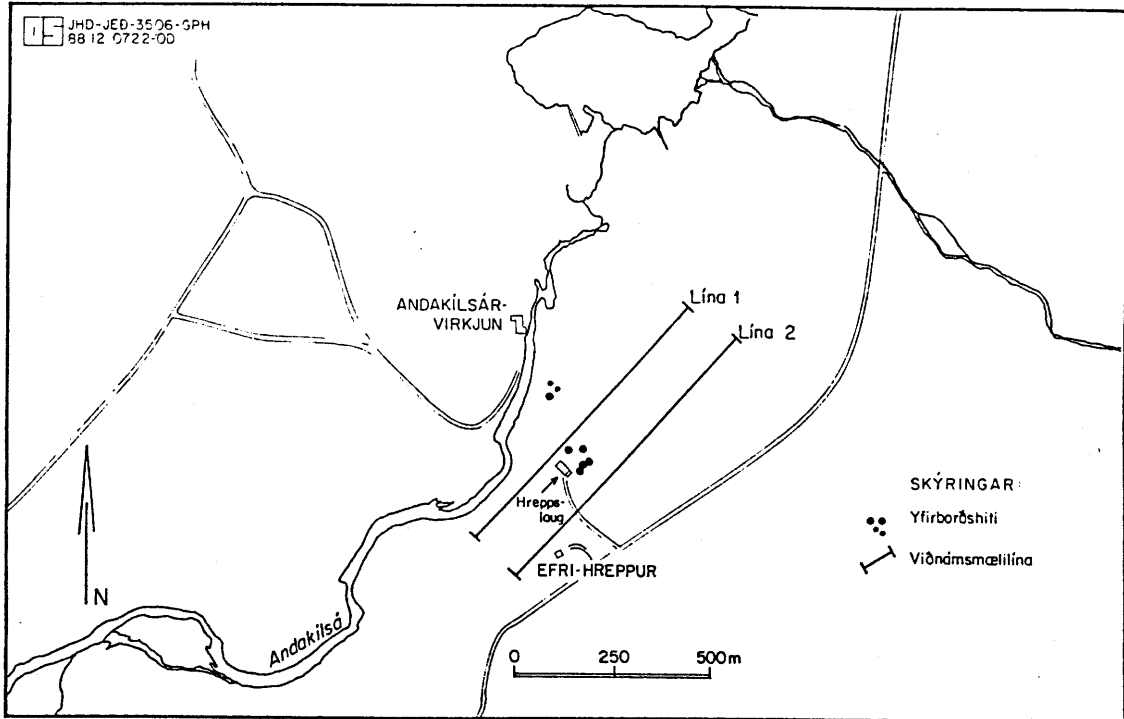 OS JHD-JED-3506-GPH
88 12 0722-OD
ANDAKÍLSÁR-
VIRKJUN
Lína 1
Lína 2
Hrepps-
laug
SKÝRINGAR:
Yfirborðshiti
Viðnámsmælilína
EFRI-HREPPUR
N
Andakílsá
0 250 500m